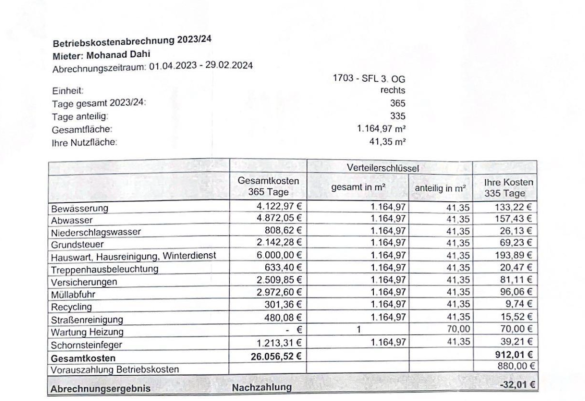 Betriebskostenabrechnung 2023/24
Mieter: Mohanad Dahi
Abrechnungszeitraum: 01.04.2023 - 29.02.2024
Einheit: 1703 - SFL 3. OG rechts
Tage gesamt 2023/24: 365
Tage anteilig: 335
Gesamtfläche: 1.164,97 m²
Ihre Nutzfläche: 41,35 m²
Verteilerschlüssel
Gesamtkosten 365 Tage gesamt in m² anteilig in m² Ihre Kosten 335 Tage
Bewässerung 4.122,97 € 1.164,97 41,35 133,22 €
Abwasser 4.872,05 € 1.164,97 41,35 157,43 €
Niederschlagswasser 808,62 € 1.164,97 41,35 26,13 €
Grundsteuer 2.142,28 € 1.164,97 41,35 69,23 €
Hauswart, Hausreinigung, Winterdienst 6.000,00 € 1.164,97 41,35 193,89 €
Treppenhausbeleuchtung 633,40 € 1.164,97 41,35 20,47 €
Versicherungen 2.509,85 € 1.164,97 41,35 81,11 €
Müllabfuhr 2.972,60 € 1.164,97 41,35 96,06 €
Recycling 301,36 € 1.164,97 41,35 9,74 €
Straßenreinigung 480,08 € 1.164,97 41,35 15,52 €
Wartung Heizung - € 1 70,00 70,00 €
Schornsteinfeger 1.213,31 € 1.164,97 41,35 39,21 €
Gesamtkosten 26.056,52 € 912,01 €
Vorauszahlung Betriebskosten 880,00 €
Abrechnungsergebnis Nachzahlung -32,01 €